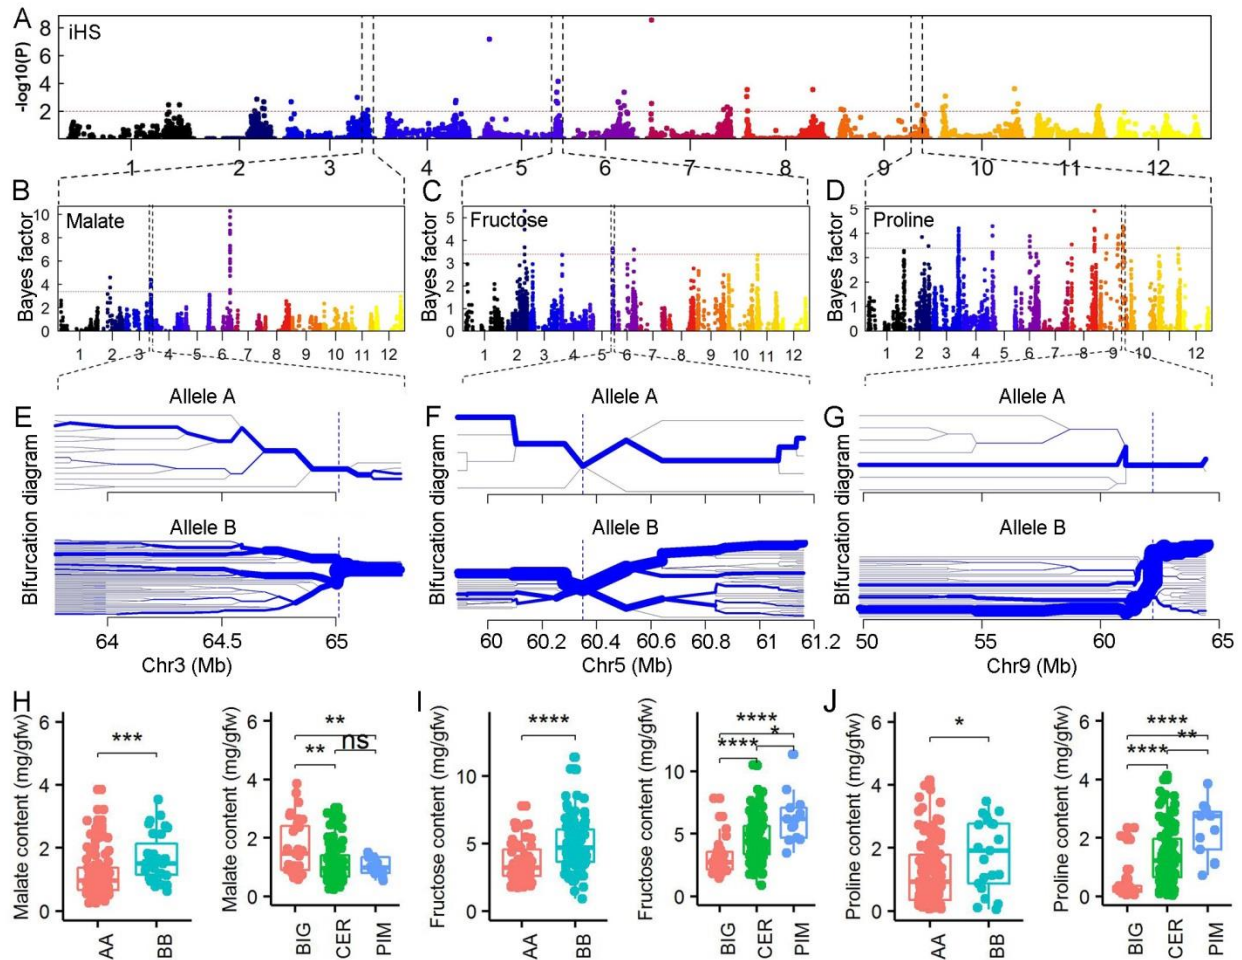 A
iHS
-log10(P)
8
6
4
2
1 2 3 4 5 6 7 8 9 10 11 12
B
Malate
Bayes factor
10
8
6
4
2
0
1 2 3 4 5 6 7 8 9 10 11 12
C
Fructose
Bayes factor
5
4
3
2
1
0
1 2 3 4 5 6 7 8 9 10 11 12
D
Proline
Bayes factor
5
4
3
2
1
0
1 2 3 4 5 6 7 8 9 10 12
E
Bifurcation diagram
Allele A
Bifurcation diagram
Allele B
64 64.5 65
Chr3 (Mb)
F
Bifurcation diagram
Allele A
Bifurcation diagram
Allele B
60 60.2 60.4 60.6 60.8 61 61.2
Chr5 (Mb)
G
Bifurcation diagram
Allele A
Bifurcation diagram
Allele B
50 55 60 65
Chr9 (Mb)
H
Malate content (mg/gfw)
6
4
2
0
***
AA BB
Malate content (mg/gfw)
6
4
2
0
**
** ns
BIG CER PIM
I
Fructose content (mg/gfw)
10
5
0
****
AA BB
Fructose content (mg/gfw)
10
5
0
****
**** *
BIG CER PIM
J
Proline content (mg/gfw)
6
4
2
0
*
AA BB
Proline content (mg/gfw)
6
4
2
0
****
**** **
BIG CER PIM